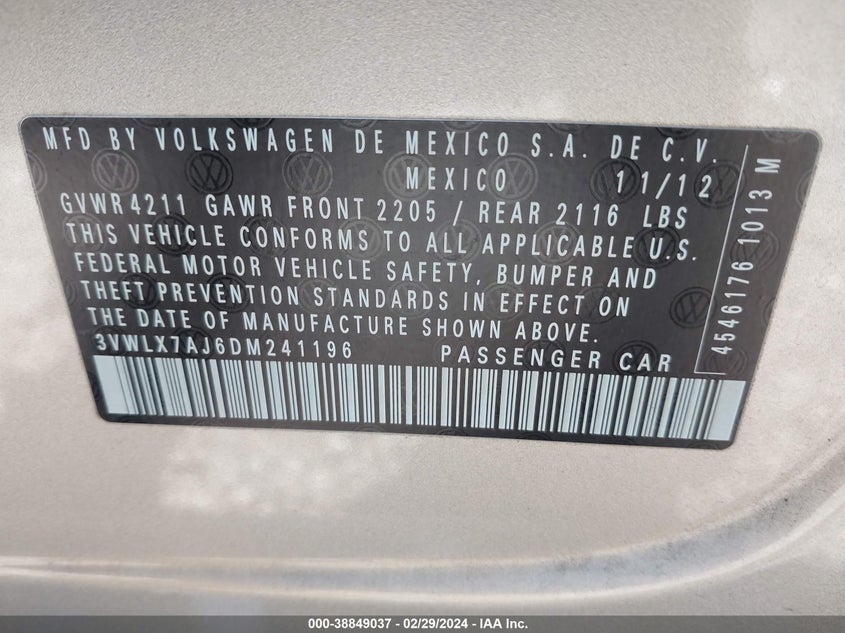 MFD BY VOLKSWAGEN DE MEXICO S.A. DE C.V.
MEXICO 11/12
GVWR 4211 GAWR FRONT 2205 / REAR 2116 LBS
THIS VEHICLE CONFORMS TO ALL APPLICABLE U.S.
FEDERAL MOTOR VEHICLE SAFETY, BUMPER AND
THEFT PREVENTION STANDARDS IN EFFECT ON
THE DATE OF MANUFACTURE SHOWN ABOVE.
3VWLX7AJ6DM241196 PASSENGER CAR
4546176 1013 M
000-38849037 - 02/29/2024 - IAA Inc.